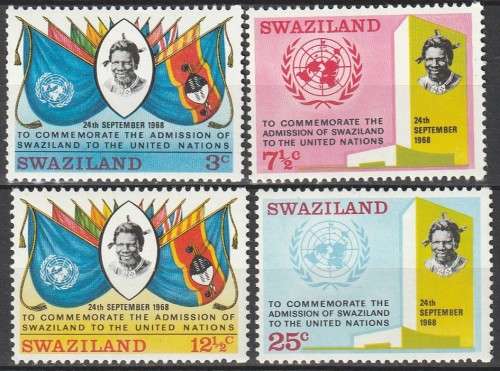 24th SEPTEMBER 1968
TO COMMEMORATE THE ADMISSION OF
SWAZILAND TO THE UNITED NATIONS
SWAZILAND 3c
SWAZILAND
TO COMMEMORATE THE
ADMISSION OF SWAZILAND
TO THE UNITED NATIONS
24th
SEPTEMBER
1968
7½c
24th SEPTEMBER 1968
TO COMMEMORATE THE ADMISSION OF
SWAZILAND TO THE UNITED NATIONS
SWAZILAND 12½c
SWAZILAND
TO COMMEMORATE THE
ADMISSION OF SWAZILAND
TO THE UNITED NATIONS
24th
SEPTEMBER
1968
25c